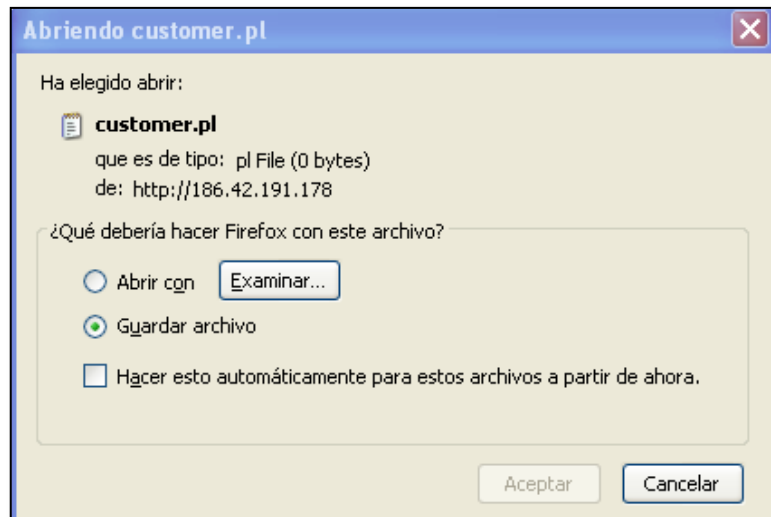 Abriendo customer.pl
Ha elegido abrir:
customer.pl
que es de tipo: pl File (0 bytes)
de: http://186.42.191.178
¿Qué debería hacer Firefox con este archivo?
Abrir con Examinar...
Guardar archivo
Hacer esto automáticamente para estos archivos a partir de ahora.
Aceptar Cancelar